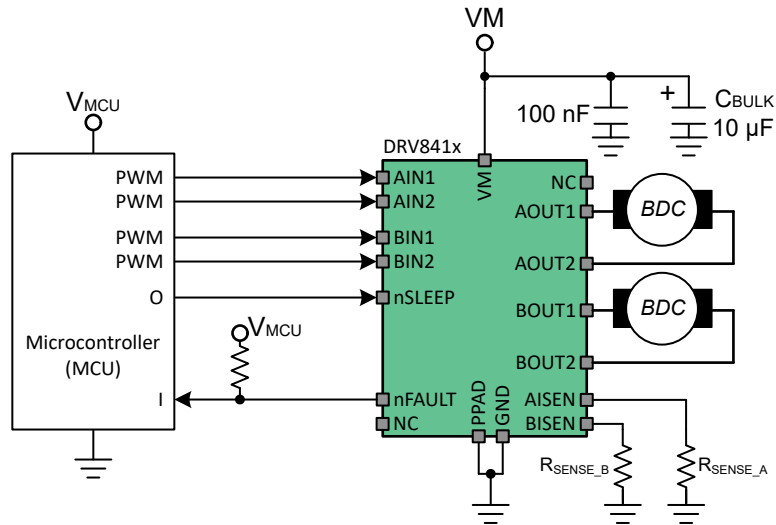 VM
VMCU
100 nF
+
CBULK
10 µF
DRV841x
PWM
AIN1
VM
NC
PWM
AIN2
AOUT1
BDC
PWM
BIN1
PWM
BIN2
AOUT2
O
nSLEEP
BOUT1
BDC
VMCU
Microcontroller
(MCU)
BOUT2
I
nFAULT
PPAD
GND
AISEN
NC
BISEN
RSENSE_B
RSENSE_A